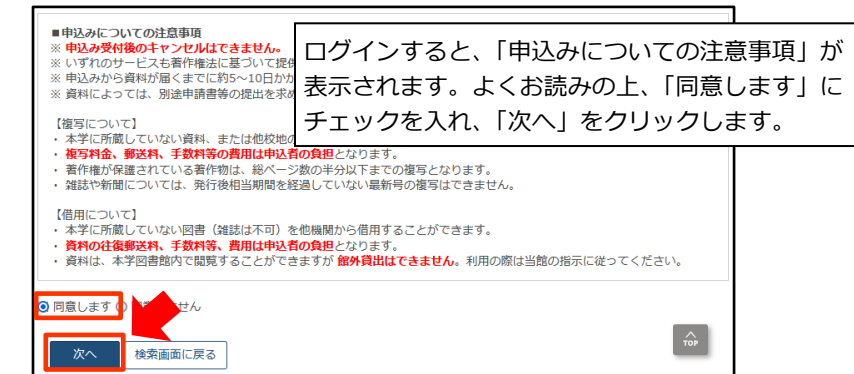 ■申込みについての注意事項
※ 申込み受付後のキャンセルはできません。
※ いずれのサービスも著作権法に基づいて提供
※ 申込みから資料が届くまでに約5～10日かか
※ 資料によっては、別途申請書等の提出を求め
ログインすると、「申込みについての注意事項」が
表示されます。よくお読みの上、「同意します」に
チェックを入れ、「次へ」をクリックします。
【複写について】
・ 本学に所蔵していない資料、または他校地の
・ 複写料金、郵送料、手数料等の費用は申込者の負担となります。
・ 著作権が保護されている著作物は、総ページ数の半分以下までの複写となります。
・ 雑誌や新聞については、発行後相当期間を経過していない最新号の複写はできません。
【借用について】
・ 本学に所蔵していない図書（雑誌は不可）を他機関から借用することができます。
・ 資料の往復郵送料、手数料等、費用は申込者の負担となります。
・ 資料は、本学図書館内で閲覧することができますが 館外貸出はできません。利用の際は当館の指示に従ってください。
同意します せん
次へ 検索画面に戻る
TOP